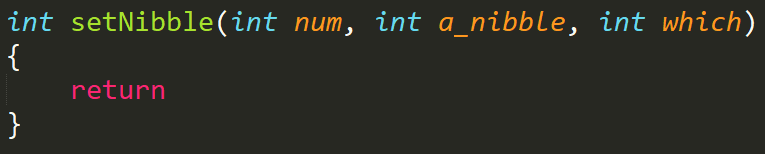 int setNibble(int num, int a_nibble, int which)
{
    return
}